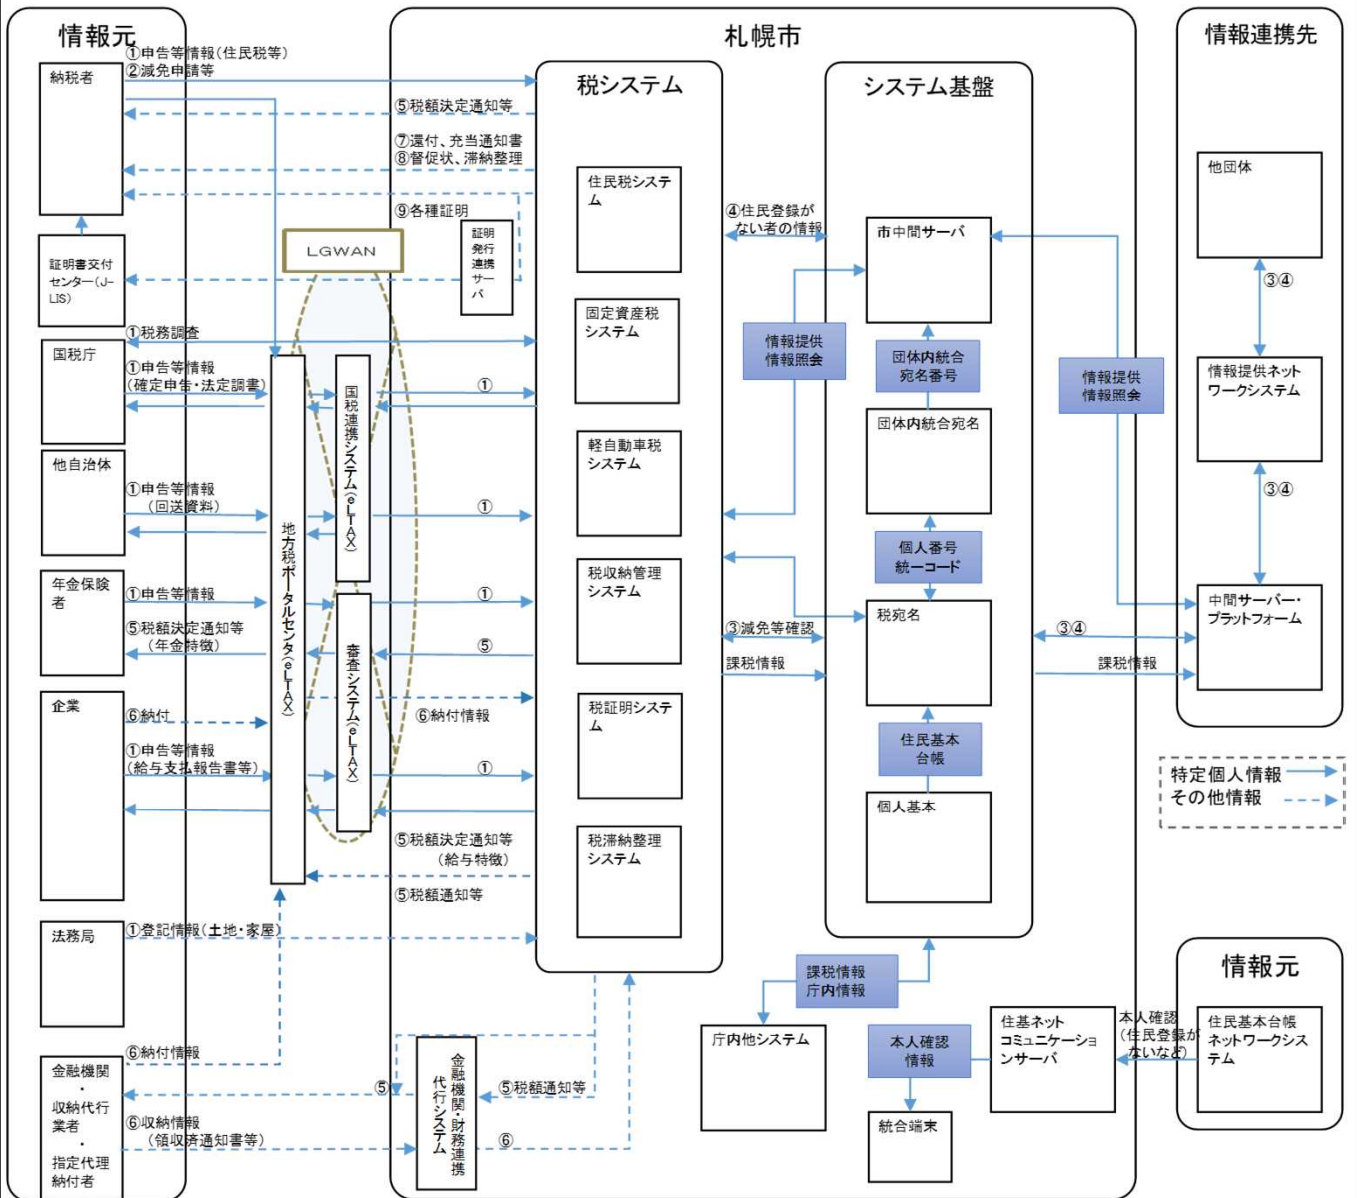 情報元
納税者
①申告等情報(住民税等)
②減免申請等
⑤税額決定通知等
⑦還付、充当通知書
⑧督促状、滞納整理
⑨各種証明
証明書交付
センター(J-
LIS)
LGWAN
証明
発行
連携
サー
バ
①税務調査
国税庁
①申告等情報
(確定申告・法定調書)
①
他自治体
①申告等情報
(回送資料)
①
年金保険
者
①申告等情報
①
⑤税額決定通知等
(年金特徴)
⑤
企業
⑥納付
⑥納付情報
①申告等情報
(給与支払報告書等)
①
⑤税額決定通知等
(給与特徴)
⑤税額通知等
法務局
①登記情報(土地・家屋)
⑥納付情報
金融機関
・
収納代行
業者
・
指定代理
納付者
⑥収納情報
(領収済通知書等)
⑤
⑤税額通知等
⑥
地方税ポータルセンタ(eLTAX)
国税連携システム(eLTAX)
審査システム(eLTAX)
金融機関・財務連携
代行システム
札幌市
税システム
住民税システ
ム
固定資産税
システム
軽自動車税
システム
税収納管理
システム
税証明システ
ム
税滞納整理
システム
④住民登録が
ない者の情報
情報提供
情報照会
③減免等確認
課税情報
システム基盤
市中間サーバ
団体内統合
宛名番号
団体内統合宛名
個人番号
統一コード
税宛名
住民基本
台帳
個人基本
課税情報
庁内情報
庁内他システム
本人確認
情報
統合端末
住基ネット
コミュニケーショ
ンサーバ
情報提供
情報照会
③④
課税情報
情報連携先
他団体
③④
情報提供ネット
ワークシステム
③④
中間サーバー・
プラットフォーム
特定個人情報
その他情報
情報元
本人確認
(住民登録が
ないなど)
住民基本台帳
ネットワークシス
テム